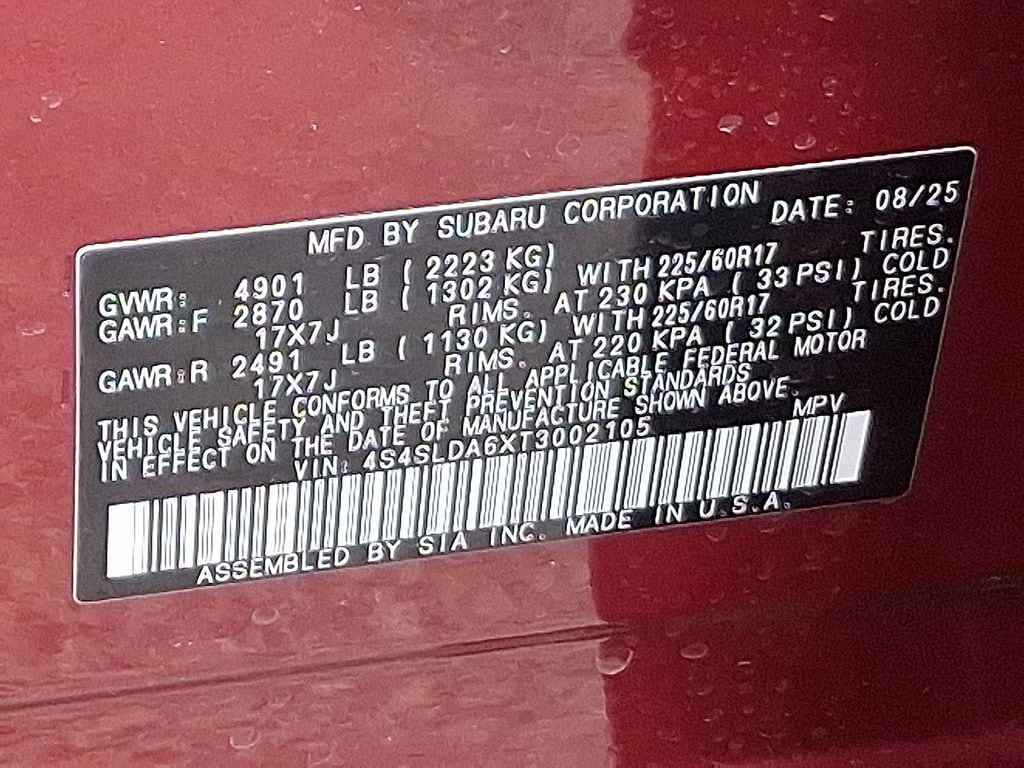 MFD BY SUBARU CORPORATION DATE: 08/25
GVWR: 4901 LB ( 2223 KG)
GAWR:F 2870 LB ( 1302 KG) WITH 225/60R17 TIRES.
17X7J RIMS. AT 230 KPA ( 33 PSI) COLD
GAWR:R 2491 LB ( 1130 KG) WITH 225/60R17 TIRES.
17X7J RIMS. AT 220 KPA ( 32 PSI) COLD
THIS VEHICLE CONFORMS TO ALL APPLICABLE FEDERAL MOTOR
VEHICLE SAFETY AND THEFT PREVENTION STANDARDS
IN EFFECT ON THE DATE OF MANUFACTURE SHOWN ABOVE.
VIN: 4S4SLDA6XT3002105 MPV
ASSEMBLED BY SIA INC. MADE IN U.S.A.